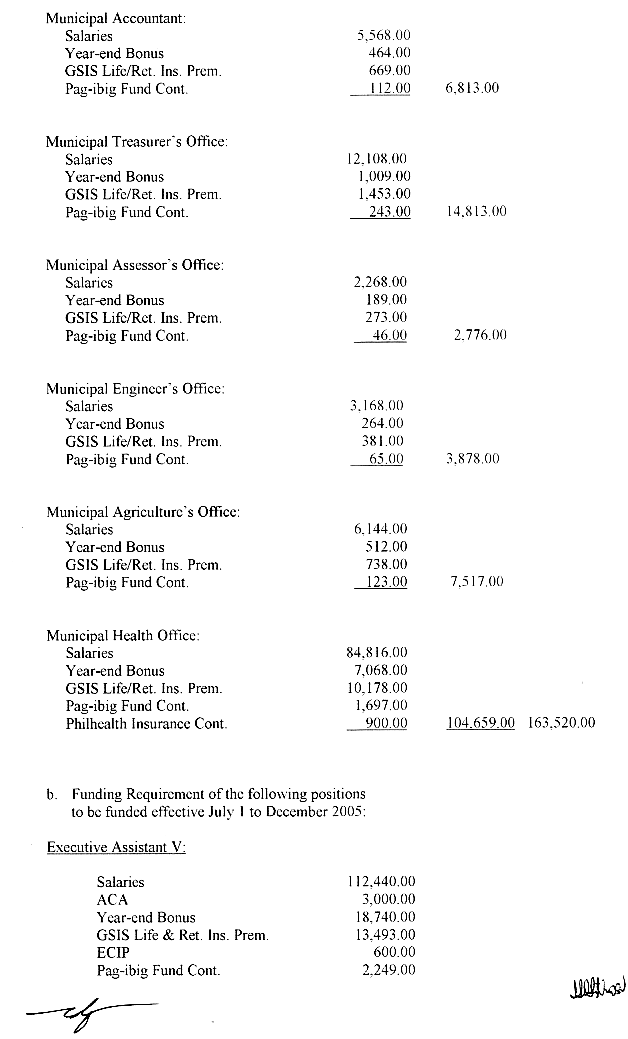 Municipal Accountant:
Salaries 5,568.00
Year-end Bonus 464.00
GSIS Life/Ret. Ins. Prem. 669.00
Pag-ibig Fund Cont. 112.00 6,813.00
Municipal Treasurer's Office:
Salaries 12,108.00
Year-end Bonus 1,009.00
GSIS Life/Ret. Ins. Prem. 1,453.00
Pag-ibig Fund Cont. 243.00 14,813.00
Municipal Assessor's Office:
Salaries 2,268.00
Year-end Bonus 189.00
GSIS Life/Ret. Ins. Prem. 273.00
Pag-ibig Fund Cont. 46.00 2,776.00
Municipal Engineer's Office:
Salaries 3,168.00
Year-end Bonus 264.00
GSIS Life/Ret. Ins. Prem. 381.00
Pag-ibig Fund Cont. 65.00 3,878.00
Municipal Agriculture's Office:
Salaries 6,144.00
Year-end Bonus 512.00
GSIS Life/Ret. Ins. Prem. 738.00
Pag-ibig Fund Cont. 123.00 7,517.00
Municipal Health Office:
Salaries 84,816.00
Year-end Bonus 7,068.00
GSIS Life/Ret. Ins. Prem. 10,178.00
Pag-ibig Fund Cont. 1,697.00
Philhealth Insurance Cont. 900.00 104,659.00 163,520.00
b. Funding Requirement of the following positions
to be funded effective July 1 to December 2005:
Executive Assistant V:
Salaries 112,440.00
ACA 3,000.00
Year-end Bonus 18,740.00
GSIS Life & Ret. Ins. Prem. 13,493.00
ECIP 600.00
Pag-ibig Fund Cont. 2,249.00